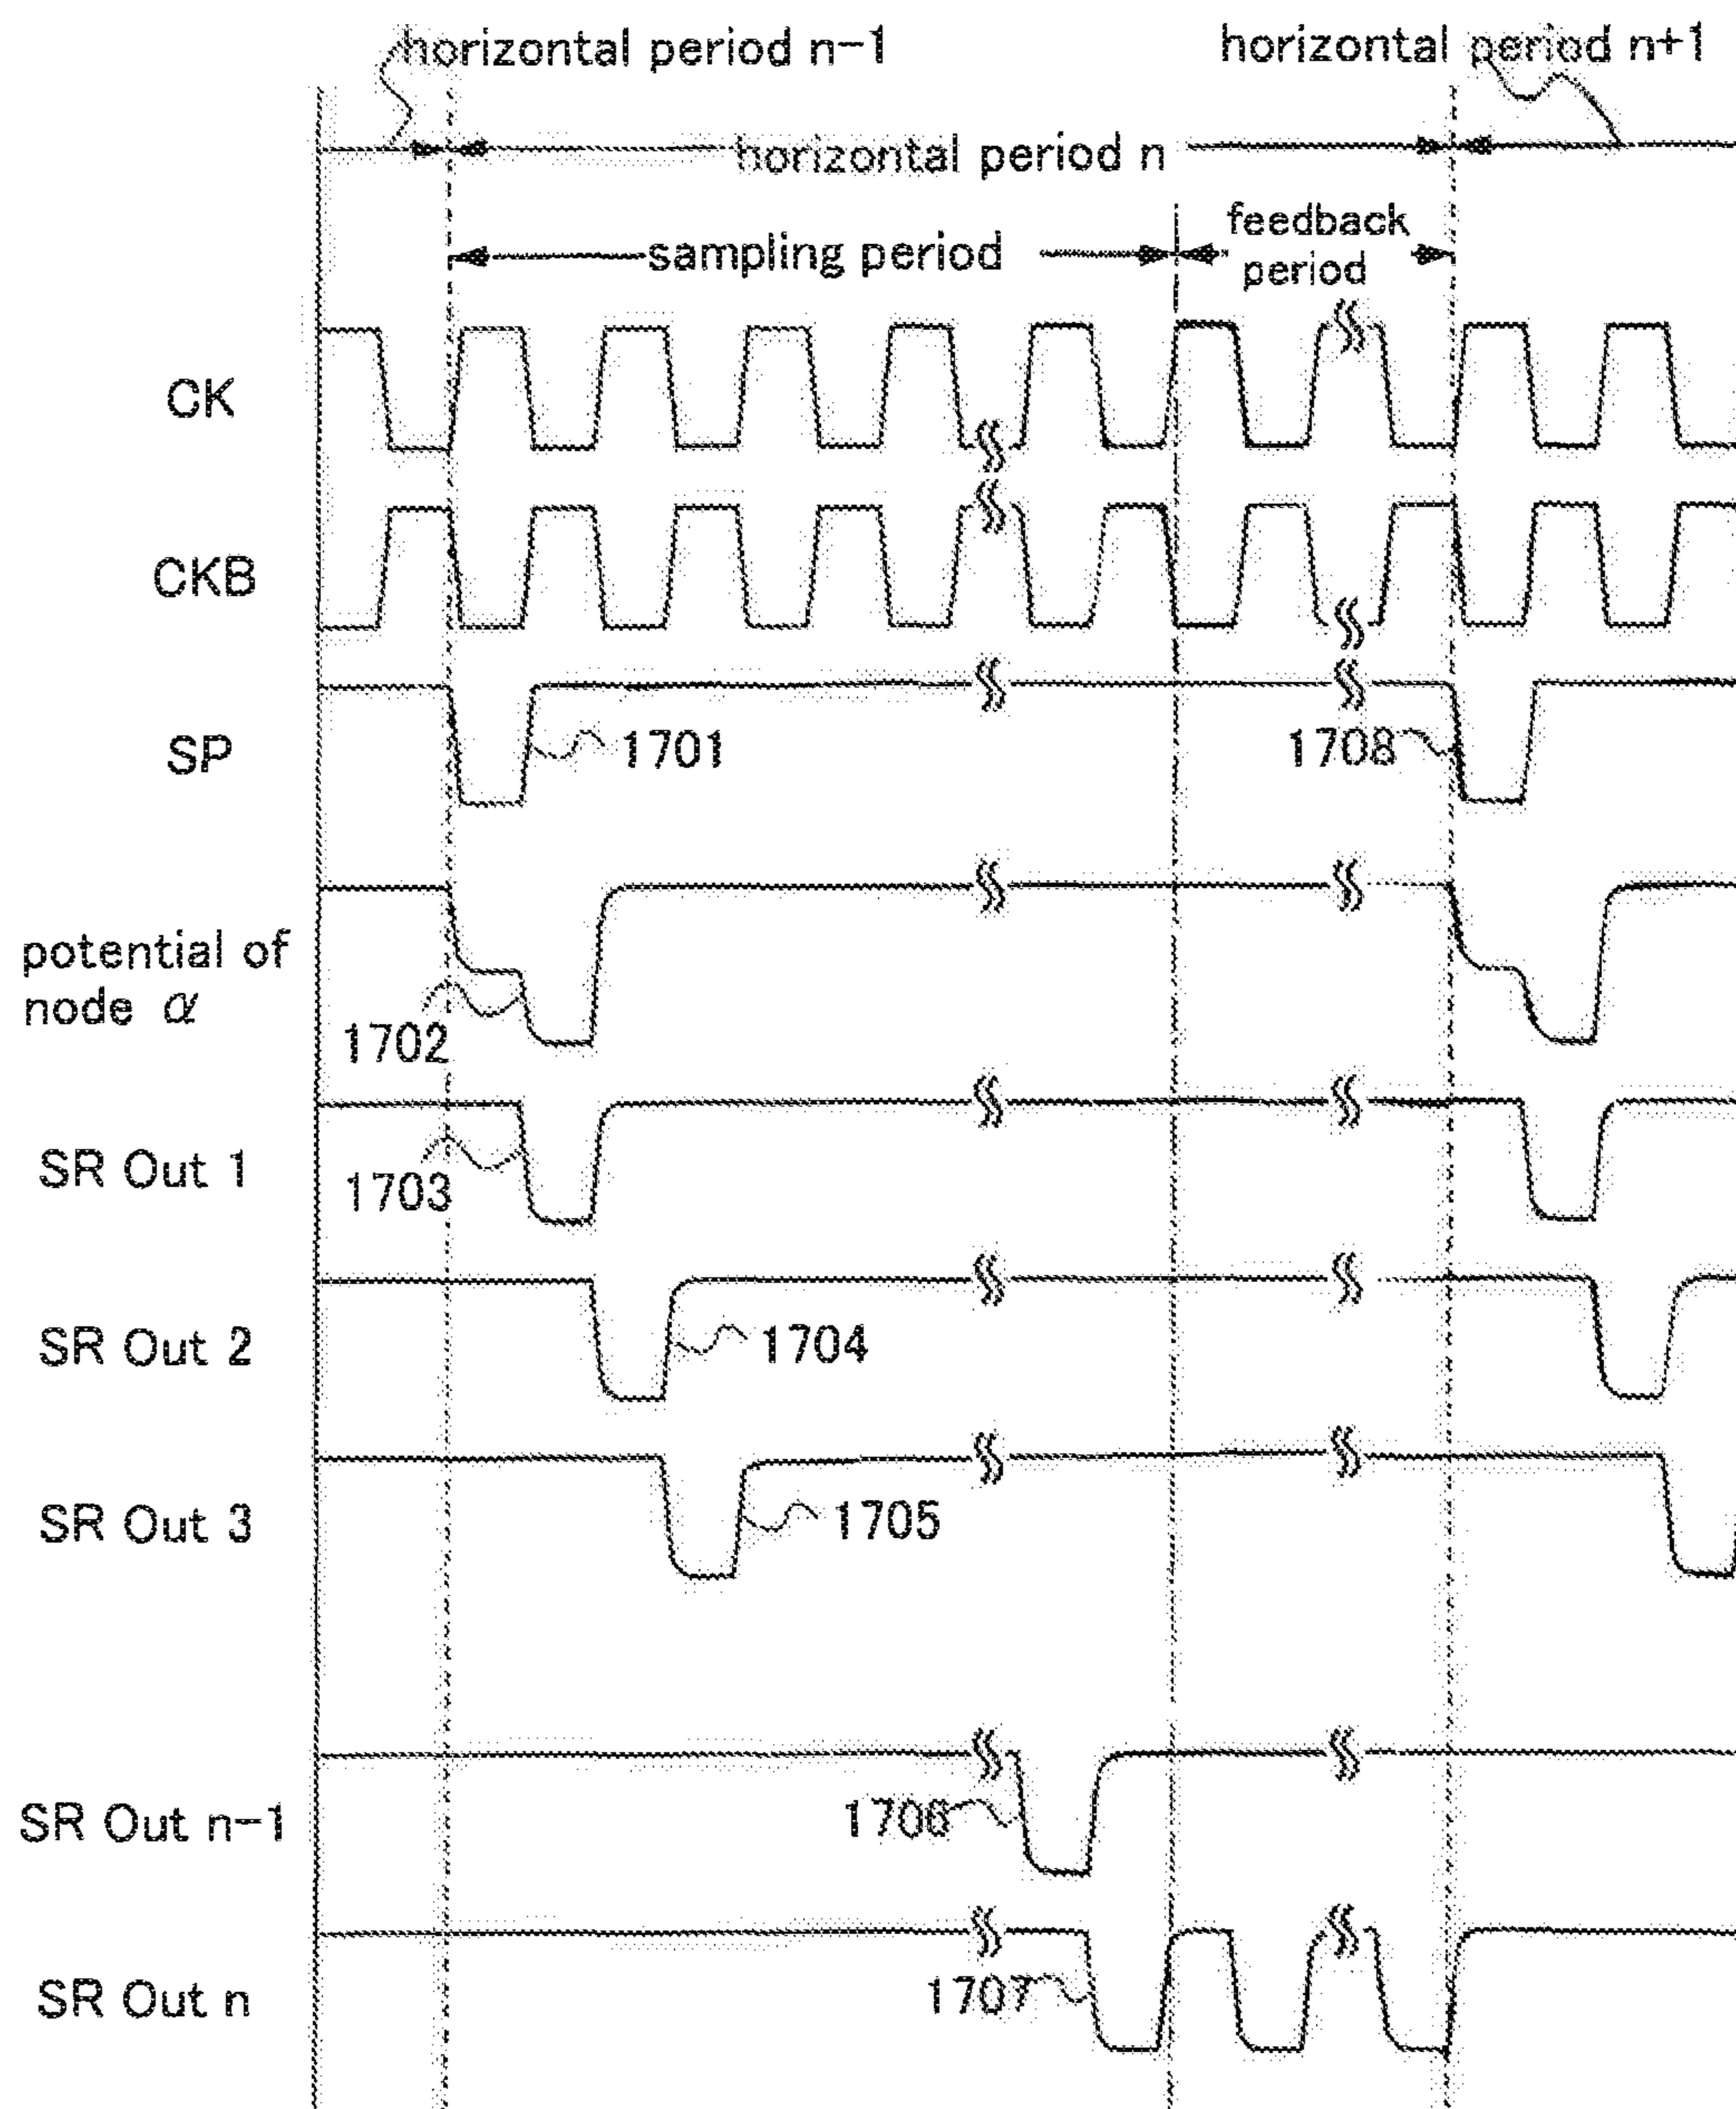 horizontal period n-1
horizontal period n+1
horizontal period n
sampling period
feedback
period
CK
CKB
SP
1701
1708
potential of
node α
1702
SR Out 1
1703
SR Out 2
1704
SR Out 3
1705
SR Out n-1
1706
SR Out n
1707